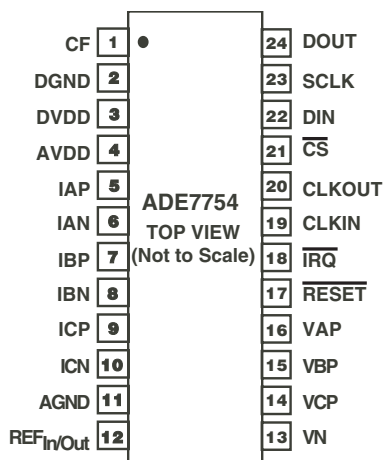 CF 1 24 DOUT
DGND 2 23 SCLK
DVDD 3 22 DIN
AVDD 4 21 CS
IAP 5 20 CLKOUT
IAN 6 19 CLKIN
IBP 7 18 IRQ
IBN 8 17 RESET
ICP 9 16 VAP
ICN 10 15 VBP
AGND 11 14 VCP
REFIn/Out 12 13 VN
ADE7754
TOP VIEW
(Not to Scale)